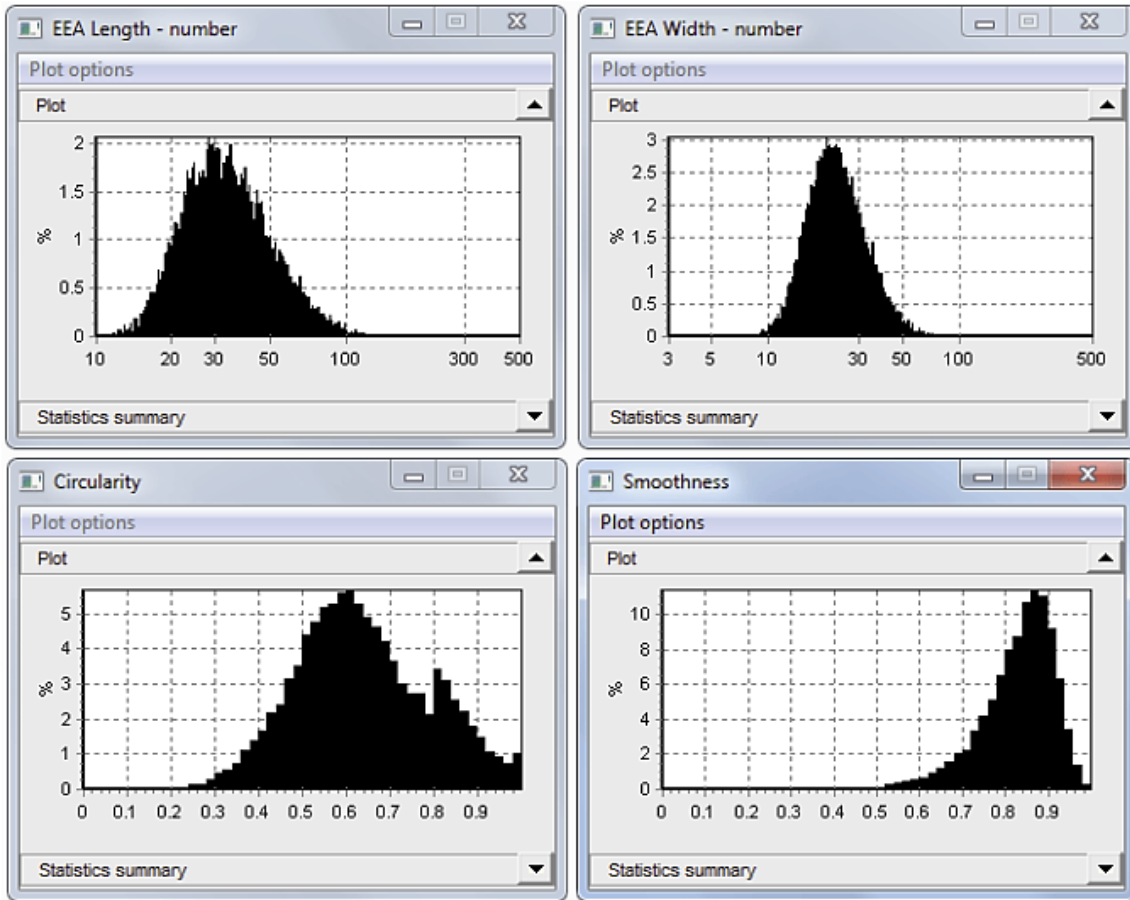 EEA Length - number
Plot options
Plot
2
1.5
1
0.5
0
%
10 20 30 50 100 300 500
Statistics summary
EEA Width - number
Plot options
Plot
3
2.5
2
1.5
1
0.5
0
%
3 5 10 30 50 100 500
Statistics summary
Circularity
Plot options
Plot
5
4
3
2
1
0
%
0 0.1 0.2 0.3 0.4 0.5 0.6 0.7 0.8 0.9
Statistics summary
Smoothness
Plot options
Plot
10
8
6
4
2
0
%
0 0.1 0.2 0.3 0.4 0.5 0.6 0.7 0.8 0.9
Statistics summary